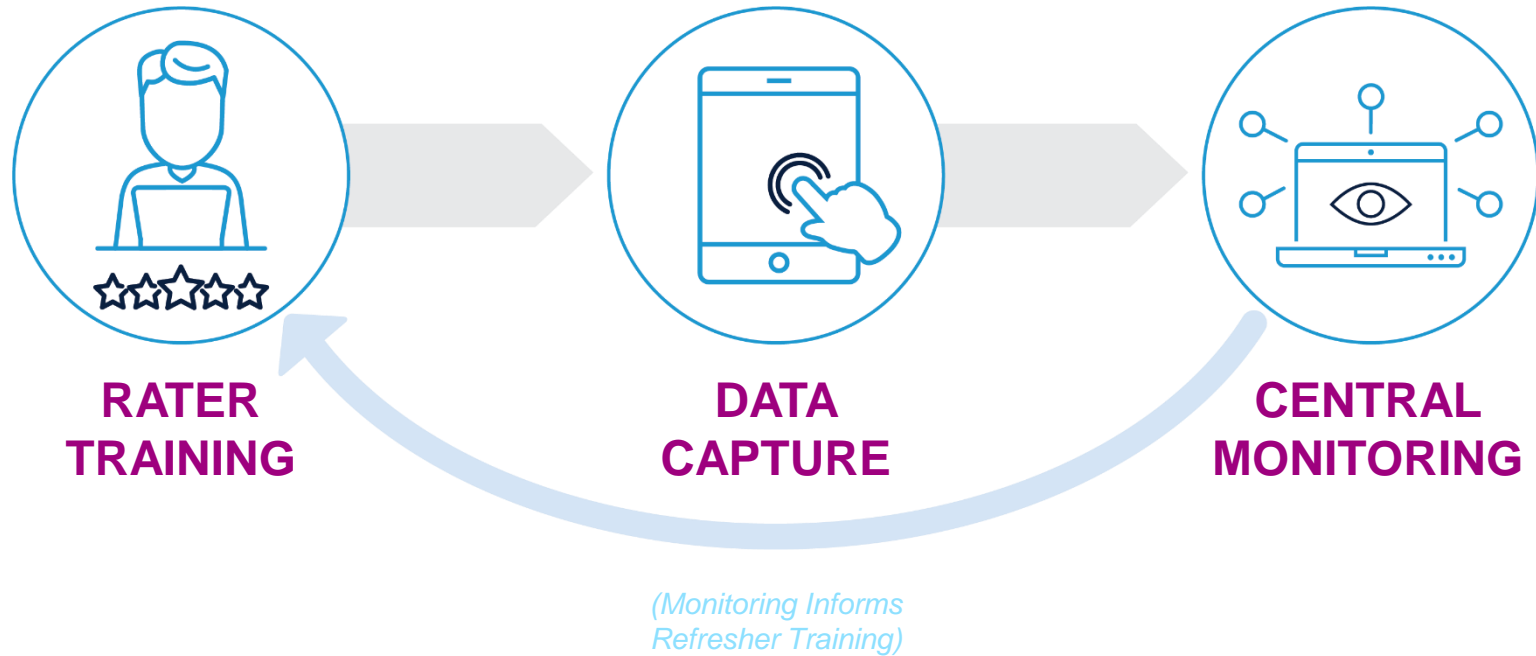 RATER
TRAINING
DATA
CAPTURE
CENTRAL
MONITORING
(Monitoring Informs
Refresher Training)